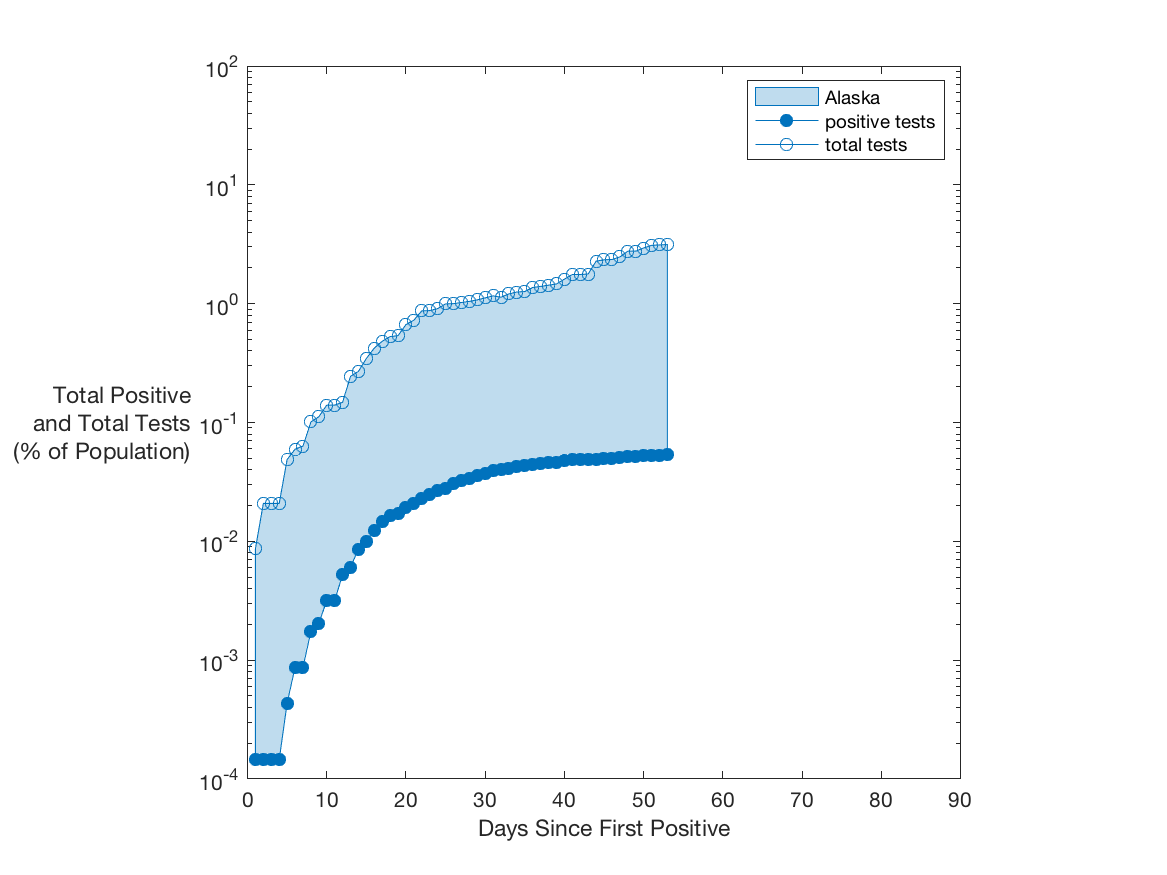 10^2
10^1
10^0
10^-1
10^-2
10^-3
10^-4
Total Positive
and Total Tests
(% of Population)
Alaska
positive tests
total tests
0 10 20 30 40 50 60 70 80 90
Days Since First Positive